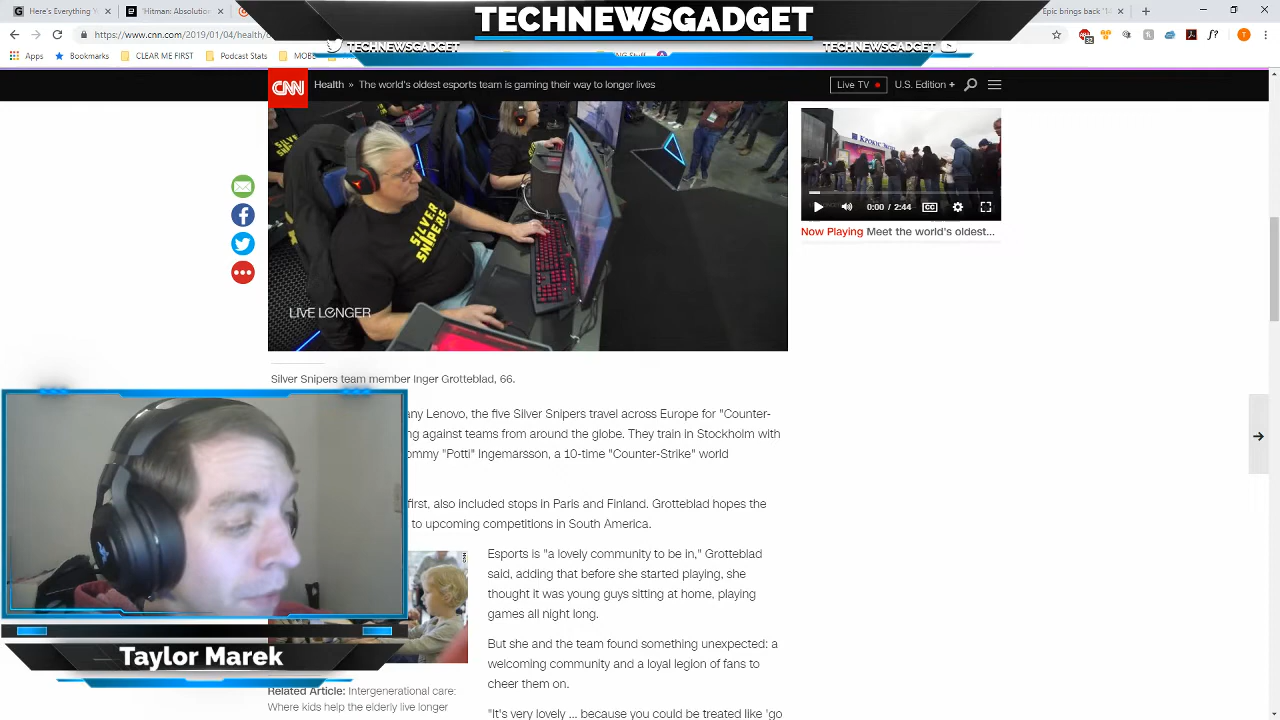 TECHNEWSGADGET
Black
'Hitman: Absolution
Epic being back '1
TECHNEWSGADGET
TECHNEWSGADGET
https://www.cnn.com/2019/01/04/health/
Apps
Bookmarks
CLEAR ME FIRST
Podcast Stats
CNN
Health » The world's oldest esports team is gaming their way to longer lives
Live TV
U.S. Edition +
SILVER SNIPERS
LIVE LONGER
КРОКУС ЭКСПО
0:00 / 2:44
CC
Now Playing Meet the world's oldest...
Silver Snipers team member Inger Grotteblad, 66.
any Lenovo, the five Silver Snipers travel across Europe for "Counter-
ng against teams from around the globe. They train in Stockholm with
ommy "Potti" Ingemarsson, a 10-time "Counter-Strike" world
first, also included stops in Paris and Finland. Grotteblad hopes the
to upcoming competitions in South America.
Esports is "a lovely community to be in," Grotteblad
said, adding that before she started playing, she
thought it was young guys sitting at home, playing
games all night long.
But she and the team found something unexpected: a
welcoming community and a loyal legion of fans to
cheer them on.
"It's very lovely ... because you could be treated like 'go
Related Article: Intergenerational care:
Where kids help the elderly live longer
Taylor Marek